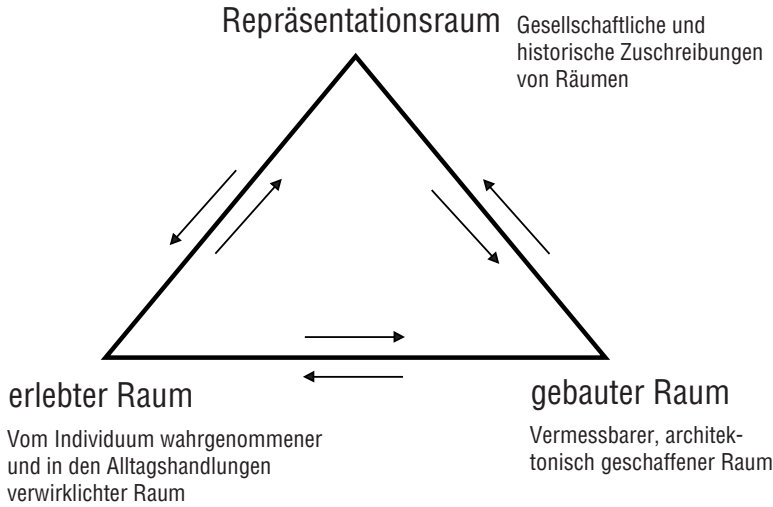 Repräsentationsraum
Gesellschaftliche und
historische Zuschreibungen
von Räumen
erlebter Raum
Vom Individuum wahrgenommener
und in den Alltagshandlungen
verwirklichter Raum
gebauter Raum
Vermessbarer, architek-
tonisch geschaffener Raum